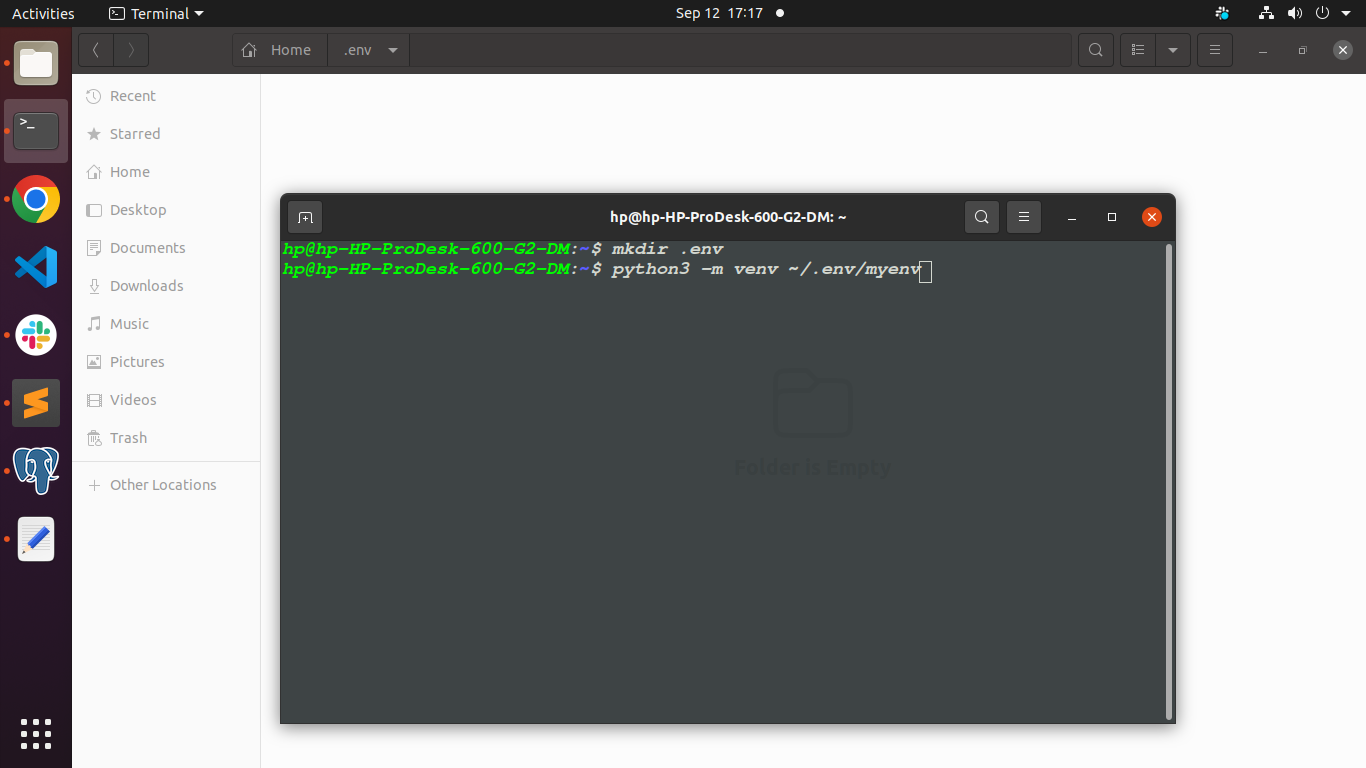 Activities
Terminal
Sep 12 17:17
Home
.env
Recent
Starred
Home
Desktop
Documents
Downloads
Music
Pictures
Videos
Trash
Other Locations
hp@hp-HP-ProDesk-600-G2-DM: ~
hp@hp-HP-ProDesk-600-G2-DM:~$ mkdir .env
hp@hp-HP-ProDesk-600-G2-DM:~$ python3 -m venv ~/.env/myenv
Folder is Empty